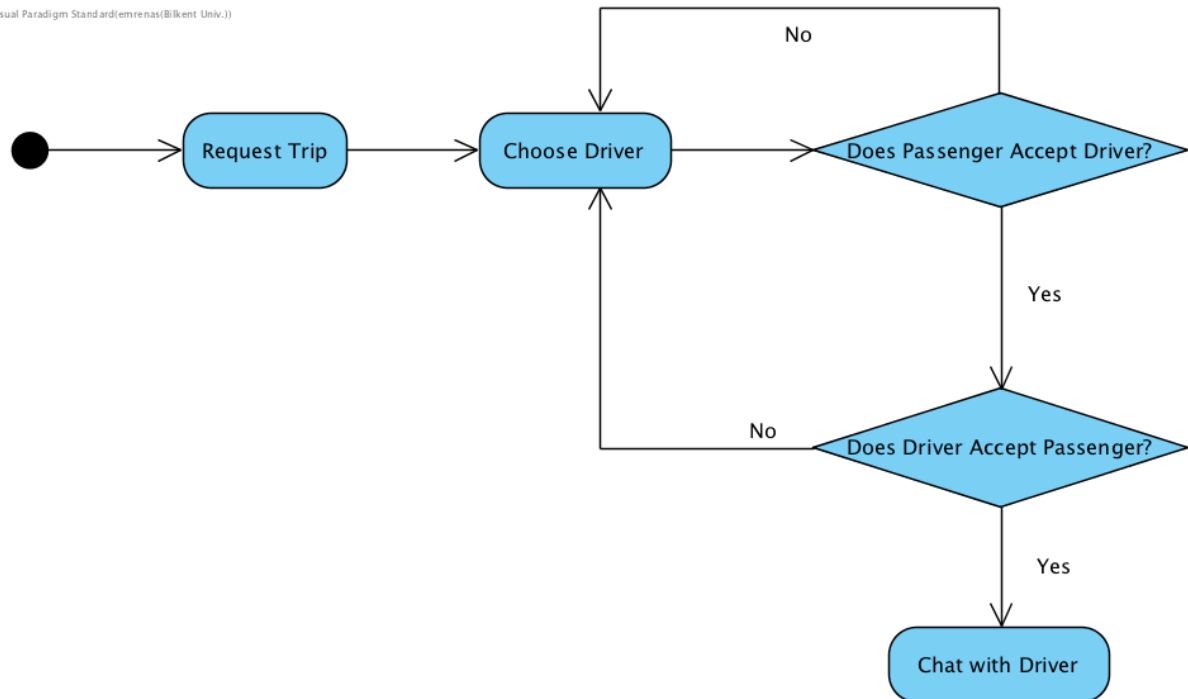 sual Paradigm Standard(emrenas(Bilkent Univ.))
No
Request Trip
Choose Driver
Does Passenger Accept Driver?
Yes
No
Does Driver Accept Passenger?
Yes
Chat with Driver